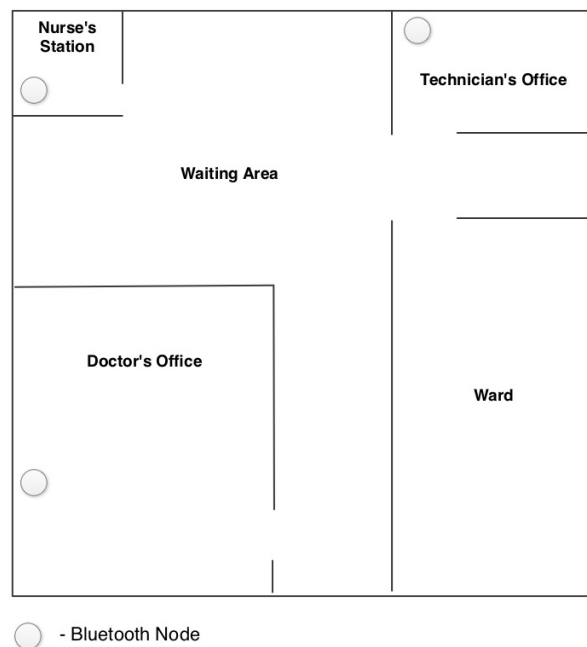 Nurse's
Station
Technician's Office
Waiting Area
Doctor's Office
Ward
- Bluetooth Node